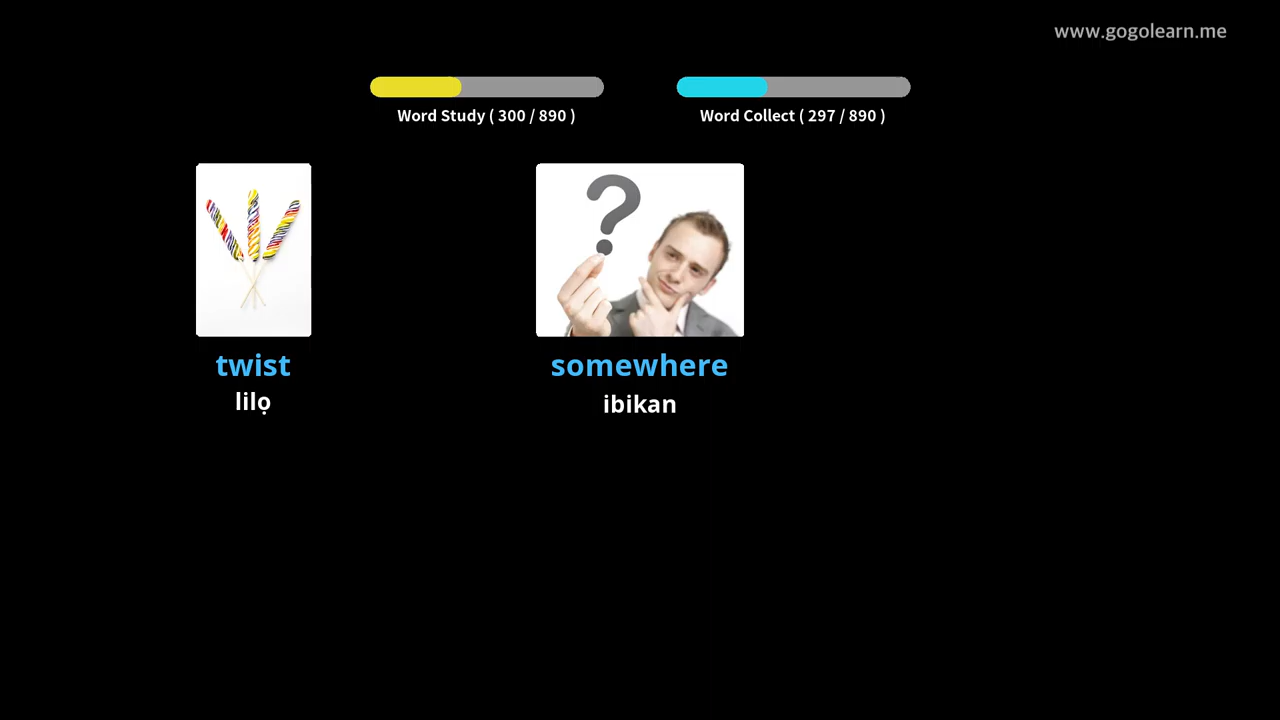 www.gogolearn.me
Word Study ( 300 / 890 )
Word Collect ( 297 / 890 )
twist
lilọ
somewhere
ibikan